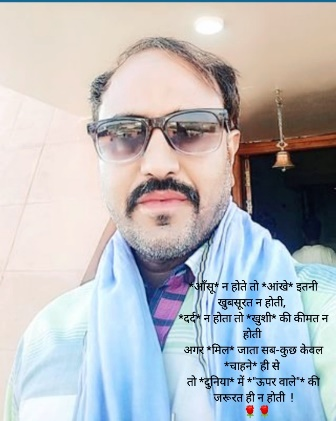 *आँसू* न होते तो *आंखे* इतनी
खुबसूरत न होती,
*दर्द* न होता तो *खुशी* की कीमत न
होती
अगर *मिल* जाता सब-कुछ केवल
*चाहने* ही से
तो *दुनिया* में *"ऊपर वाले"* की
जरूरत ही न होती !
🌹🌹